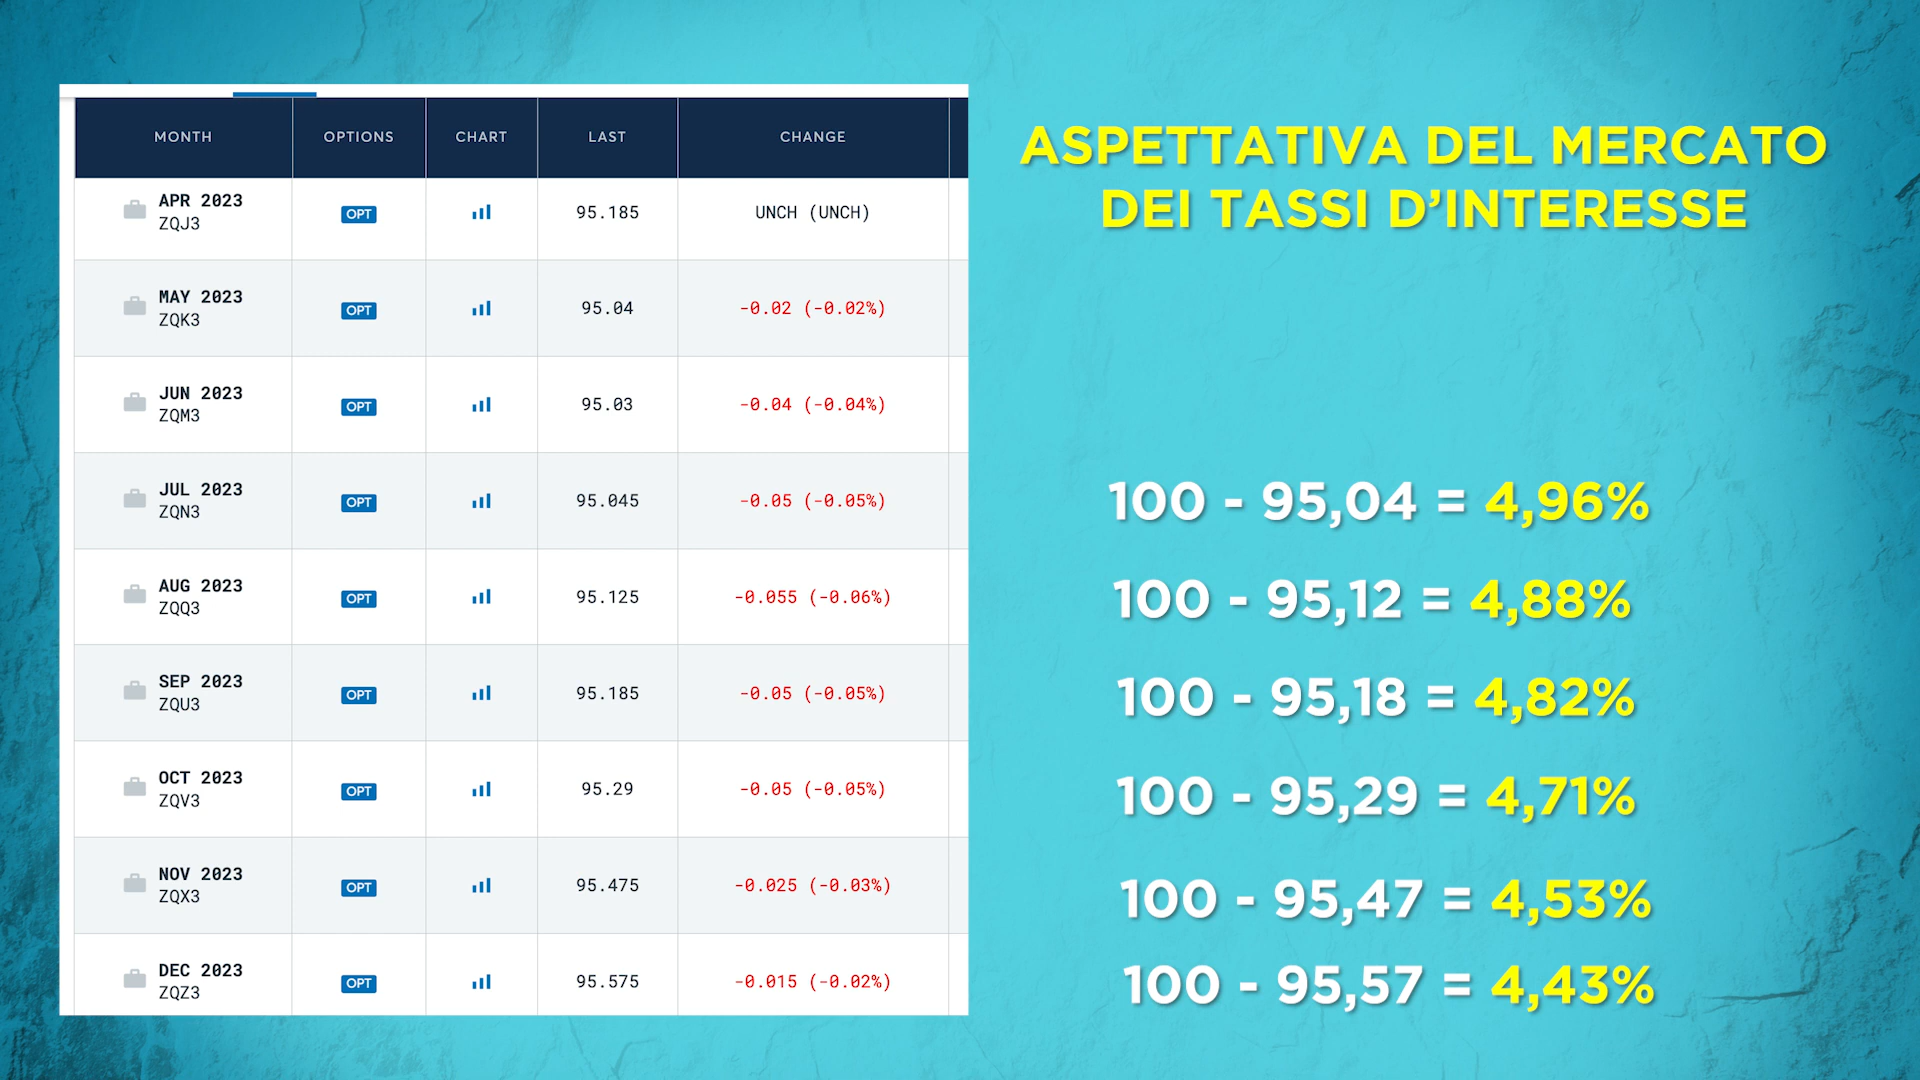 MONTH OPTIONS CHART LAST CHANGE
APR 2023
ZQJ3
OPT 95.185 UNCH (UNCH)
MAY 2023
ZQK3
OPT 95.04 -0.02 (-0.02%)
JUN 2023
ZQM3
OPT 95.03 -0.04 (-0.04%)
JUL 2023
ZQN3
OPT 95.045 -0.05 (-0.05%)
AUG 2023
ZQQ3
OPT 95.125 -0.055 (-0.06%)
SEP 2023
ZQU3
OPT 95.185 -0.05 (-0.05%)
OCT 2023
ZQV3
OPT 95.29 -0.05 (-0.05%)
NOV 2023
ZQX3
OPT 95.475 -0.025 (-0.03%)
DEC 2023
ZQZ3
OPT 95.575 -0.015 (-0.02%)
ASPETTATIVA DEL MERCATO
DEI TASSI D’INTERESSE
100 - 95,04 = 4,96%
100 - 95,12 = 4,88%
100 - 95,18 = 4,82%
100 - 95,29 = 4,71%
100 - 95,47 = 4,53%
100 - 95,57 = 4,43%